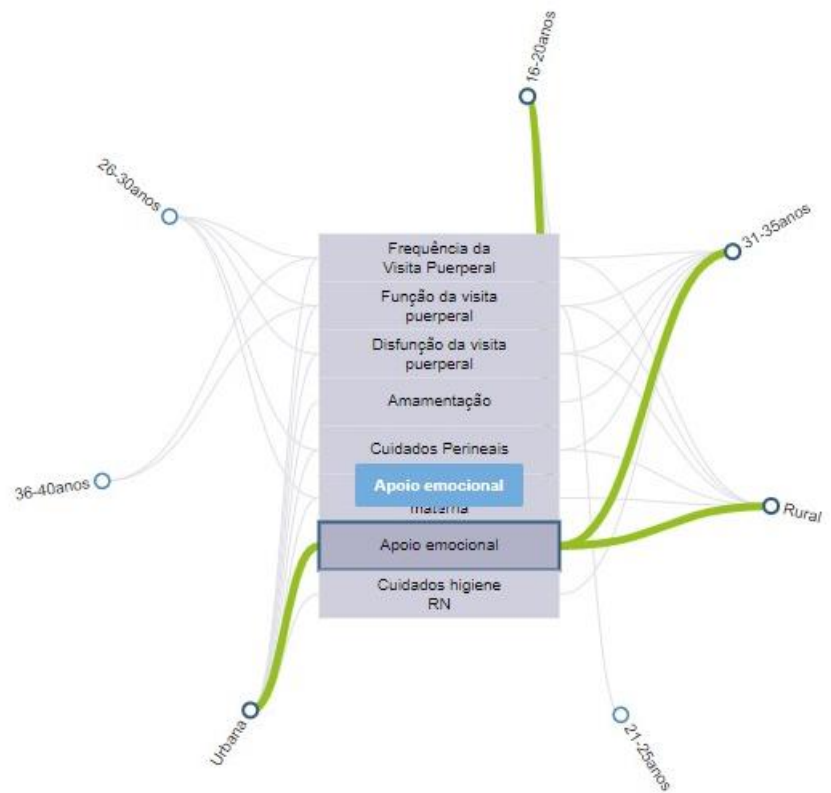 16-20anos
26-30anos
31-35anos
Frequência da
Visita Puerperal
Função da visita
puerperal
Disfunção da visita
puerperal
Amamentação
Cuidados Perineais
36-40anos
Apoio emocional
materna
Rural
Apoio emocional
Cuidados higiene
RN
Urbana
21-25anos